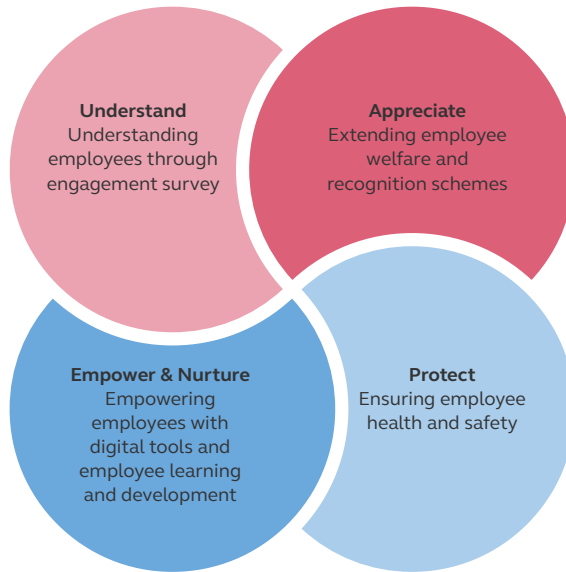 Understand
Understanding
employees through
engagement survey
Appreciate
Extending employee
welfare and
recognition schemes
Empower & Nurture
Empowering
employees with
digital tools and
employee learning
and development
Protect
Ensuring employee
health and safety